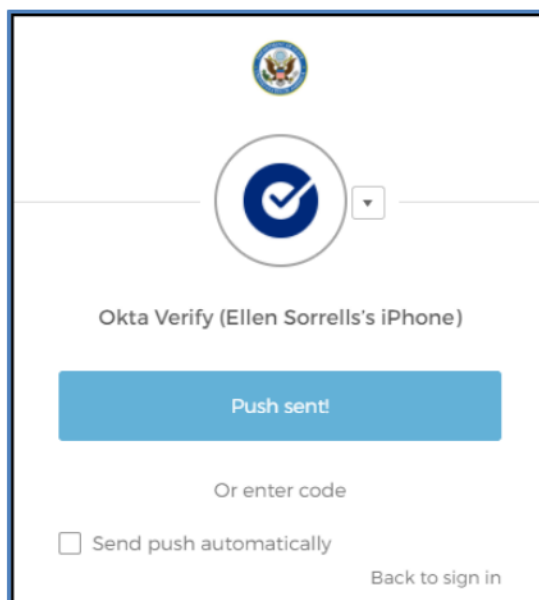 Okta Verify (Ellen Sorrells's iPhone)
Push sent!
Or enter code
Send push automatically
Back to sign in